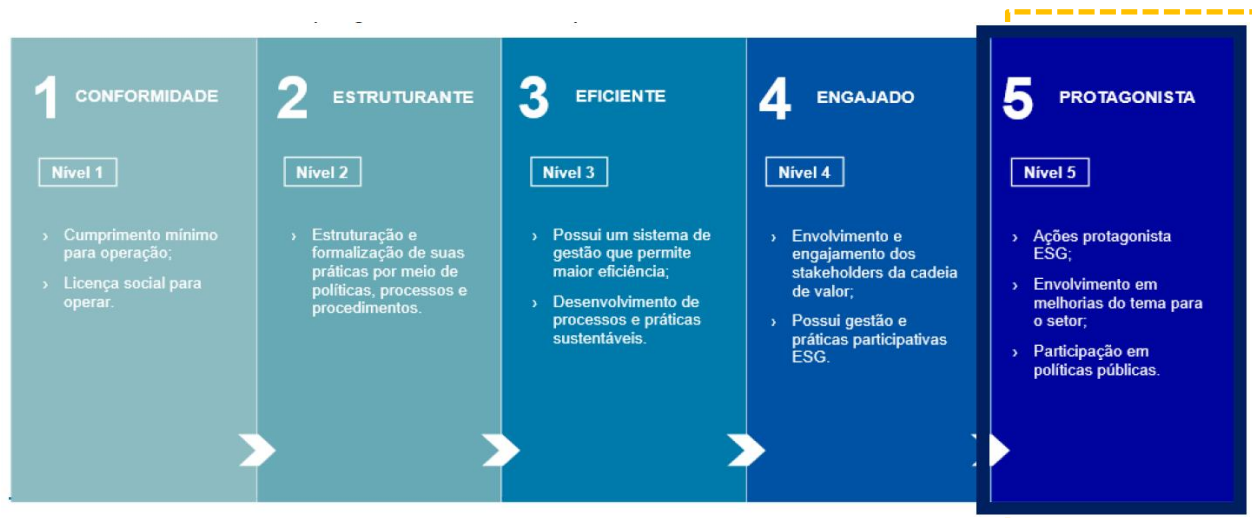 1 CONFORMIDADE
Nível 1
› Cumprimento mínimo
para operação;
› Licença social para
operar.
2 ESTRUTURANTE
Nível 2
› Estruturação e
formalização de suas
práticas por meio de
políticas, processos e
procedimentos.
3 EFICIENTE
Nível 3
› Possui um sistema de
gestão que permite
maior eficiência;
› Desenvolvimento de
processos e práticas
sustentáveis.
4 ENGAJADO
Nível 4
› Envolvimento e
engajamento dos
stakeholders da cadeia
de valor;
› Possui gestão e
práticas participativas
ESG.
5 PROTAGONISTA
Nível 5
› Ações protagonista
ESG;
› Envolvimento em
melhorias do tema para
o setor;
› Participação em
políticas públicas.